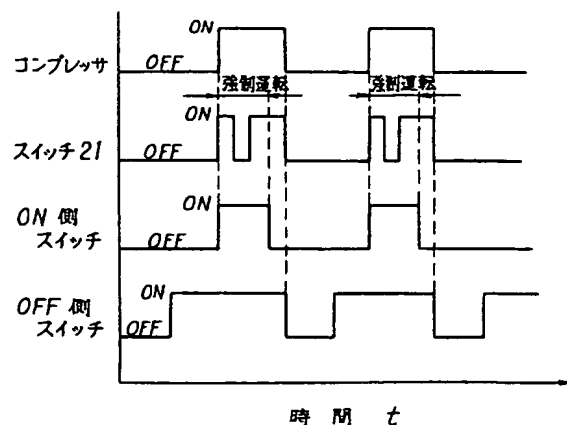 ON
コンプレッサ OFF
強制運転 強制運転
ON
スイッチ21 OFF
ON
ON 側
スイッチ OFF
ON
OFF 側
スイッチ OFF
時間 t